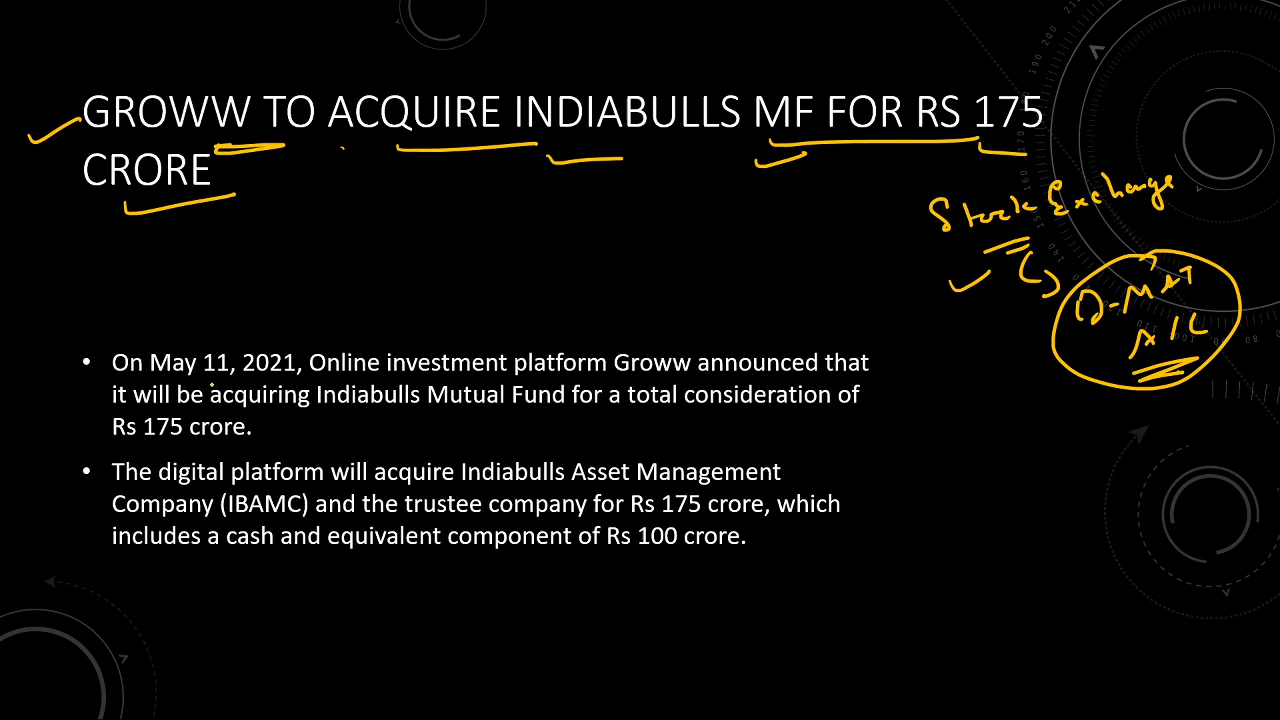 GROWW TO ACQUIRE INDIABULLS MF FOR RS 175
CRORE
Stock Exchange
D-MAT
A/C
• On May 11, 2021, Online investment platform Groww announced that
it will be acquiring Indiabulls Mutual Fund for a total consideration of
Rs 175 crore.
• The digital platform will acquire Indiabulls Asset Management
Company (IBAMC) and the trustee company for Rs 175 crore, which
includes a cash and equivalent component of Rs 100 crore.